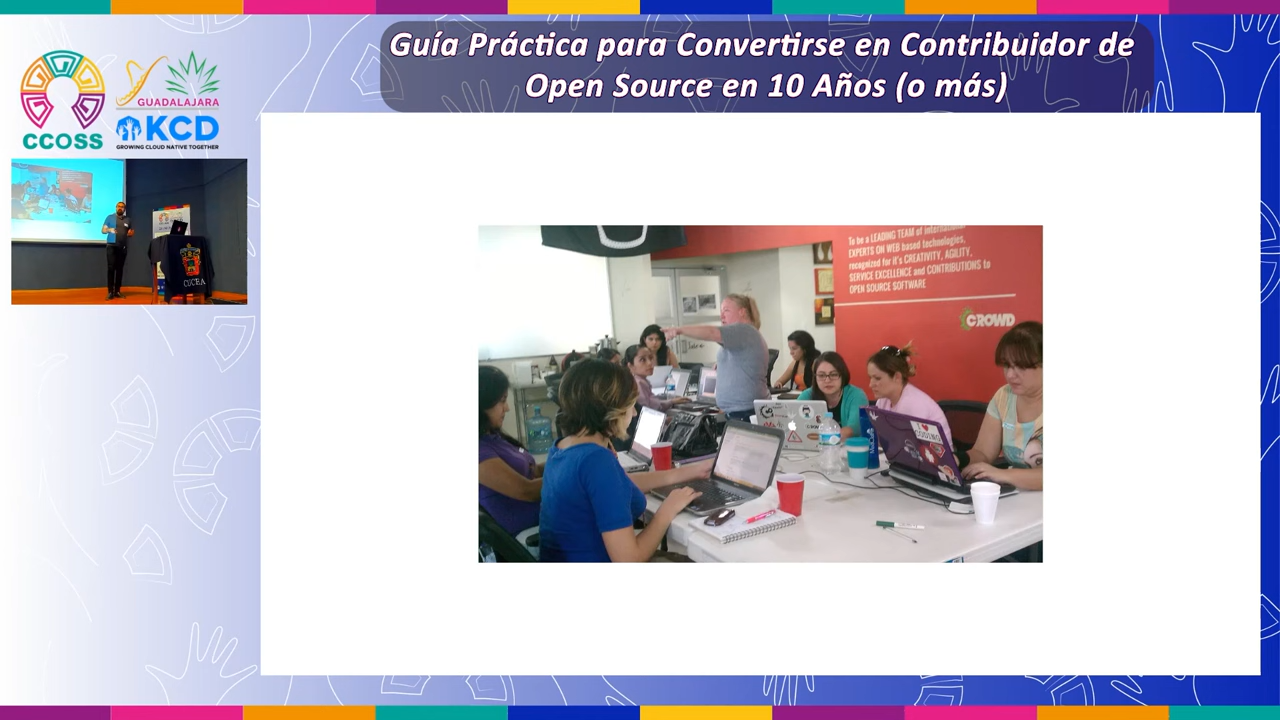 Guía Práctica para Convertirse en Contribuidor de
Open Source en 10 Años (o más)
CCOSS
GUADALAJARA
KCD
GROWING CLOUD NATIVE TOGETHER
CUCEA
To be a LEADING TEAM of international
EXPERTS ON WEB based technologies,
recognized for it's CREATIVITY, AGILITY,
SERVICE EXCELLENCE and CONTRIBUTIONS to
OPEN SOURCE SOFTWARE
CROWD
I
CODING